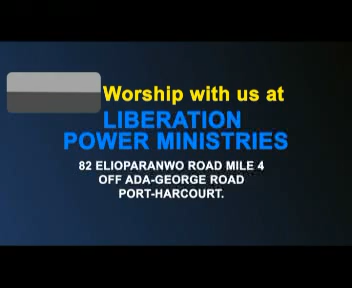 Worship with us at
LIBERATION
POWER MINISTRIES
82 ELIOPARANWO ROAD MILE 4
OFF ADA-GEORGE ROAD
PORT-HARCOURT.